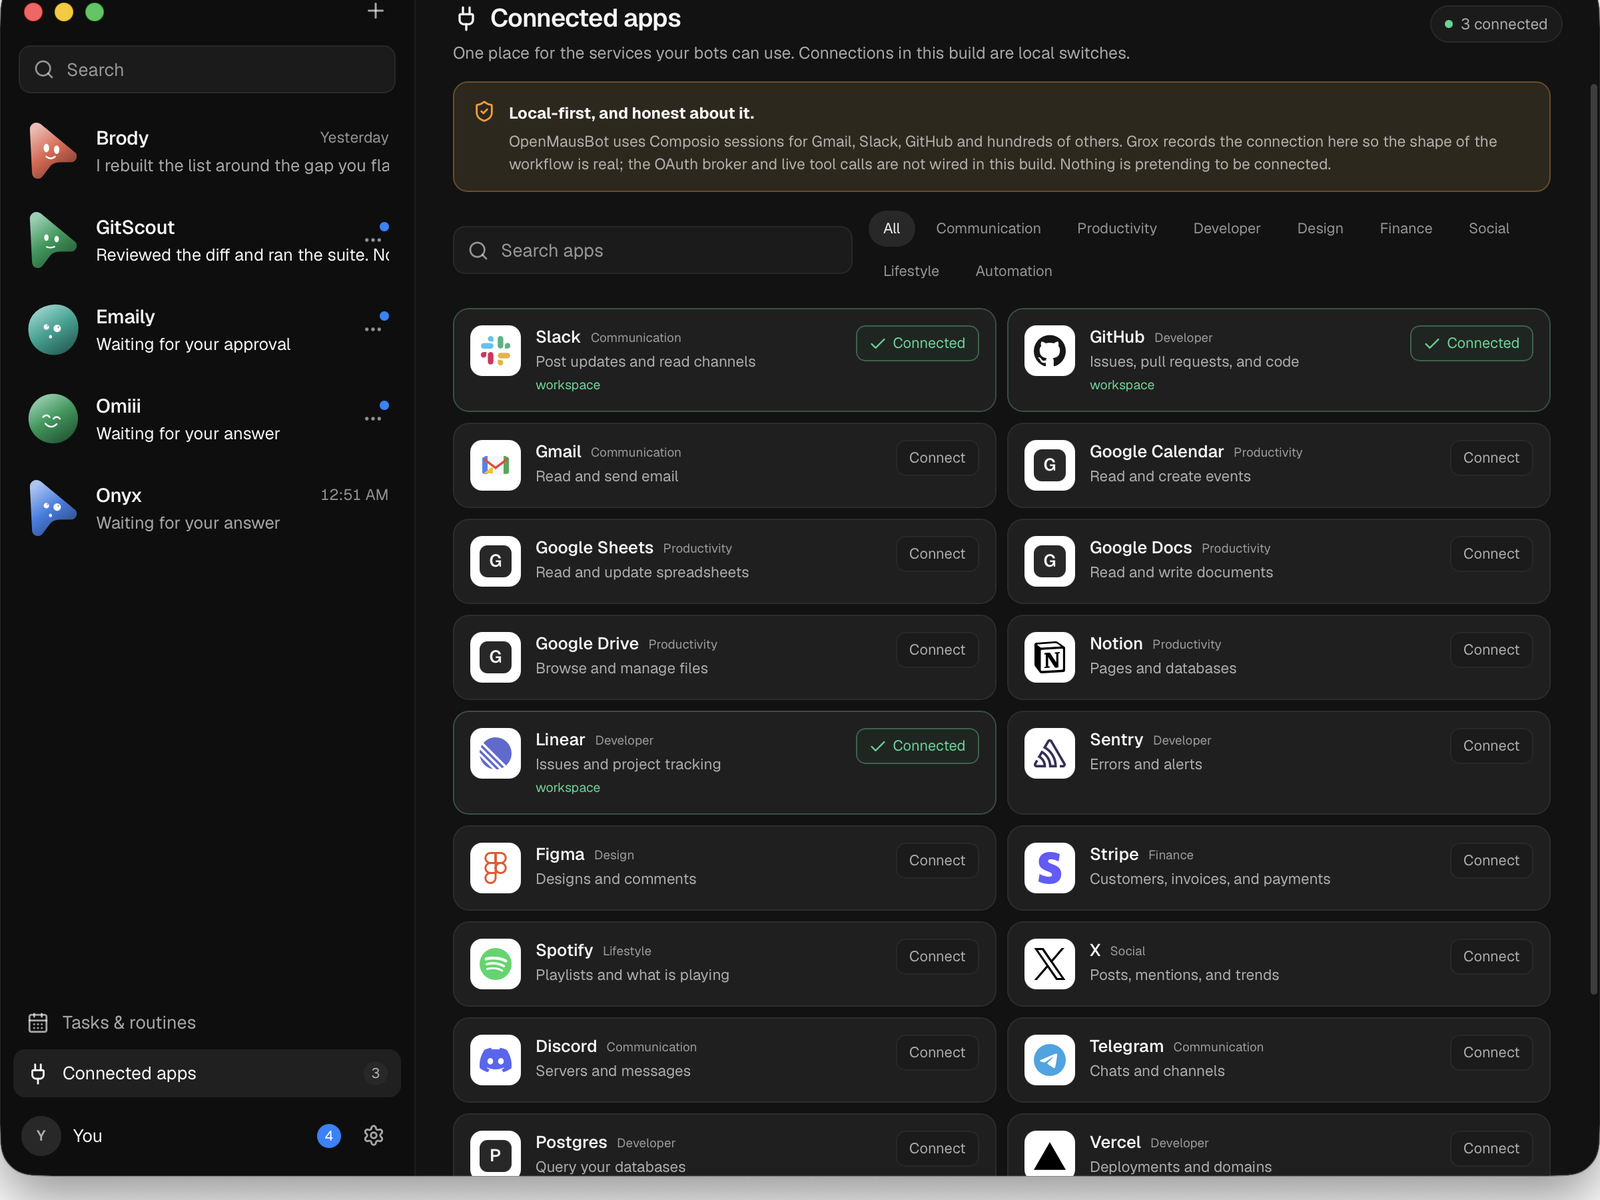 Search
Brody
Yesterday
I rebuilt the list around the gap you fla
GitScout
Reviewed the diff and ran the suite. No
Emaily
Waiting for your approval
Omiii
Waiting for your answer
Onyx
12:51 AM
Waiting for your answer
Tasks & routines
Connected apps
3
Y
You
4
Connected apps
3 connected
One place for the services your bots can use. Connections in this build are local switches.
Local-first, and honest about it.
OpenMausBot uses Composio sessions for Gmail, Slack, GitHub and hundreds of others. Grox records the connection here so the shape of the
workflow is real; the OAuth broker and live tool calls are not wired in this build. Nothing is pretending to be connected.
Search apps
All
Communication
Productivity
Developer
Design
Finance
Social
Lifestyle
Automation
Slack Communication
Connected
Post updates and read channels
workspace
GitHub Developer
Connected
Issues, pull requests, and code
workspace
Gmail Communication
Connect
Read and send email
G
Google Calendar Productivity
Connect
Read and create events
G
Google Sheets Productivity
Connect
Read and update spreadsheets
G
Google Docs Productivity
Connect
Read and write documents
G
Google Drive Productivity
Connect
Browse and manage files
N
Notion Productivity
Connect
Pages and databases
Linear Developer
Connected
Issues and project tracking
workspace
Sentry Developer
Connect
Errors and alerts
Figma Design
Connect
Designs and comments
S
Stripe Finance
Connect
Customers, invoices, and payments
Spotify Lifestyle
Connect
Playlists and what is playing
X
X Social
Connect
Posts, mentions, and trends
Discord Communication
Connect
Servers and messages
Telegram Communication
Connect
Chats and channels
P
Postgres Developer
Connect
Query your databases
Vercel Developer
Connect
Deployments and domains